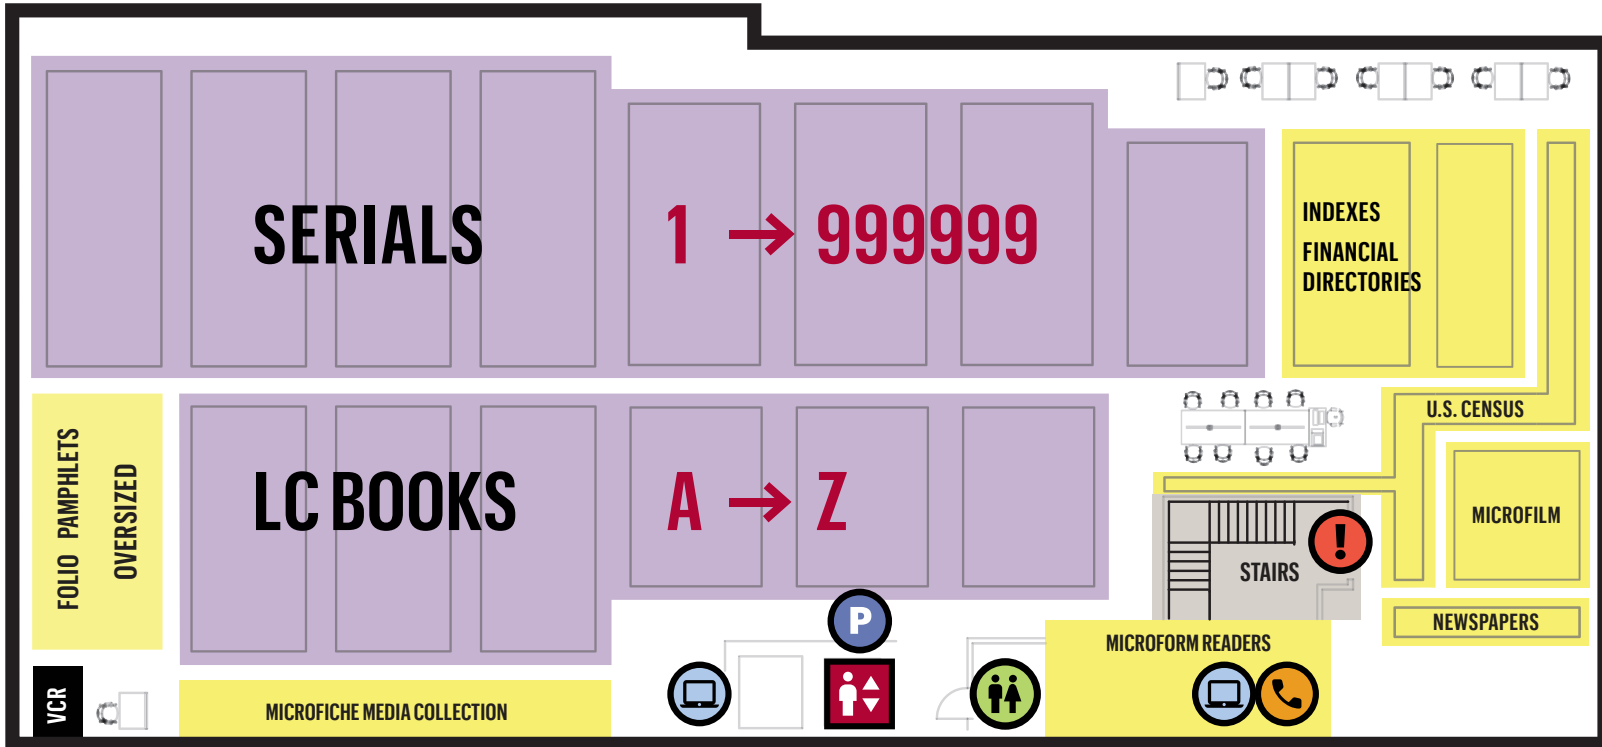 SERIALS
1 → 999999
INDEXES
FINANCIAL
DIRECTORIES
U.S. CENSUS
FOLIO PAMPHLETS
OVERSIZED
LC BOOKS
A → Z
MICROFILM
!
STAIRS
P
NEWSPAPERS
MICROFORM READERS
VCR
MICROFICHE MEDIA COLLECTION